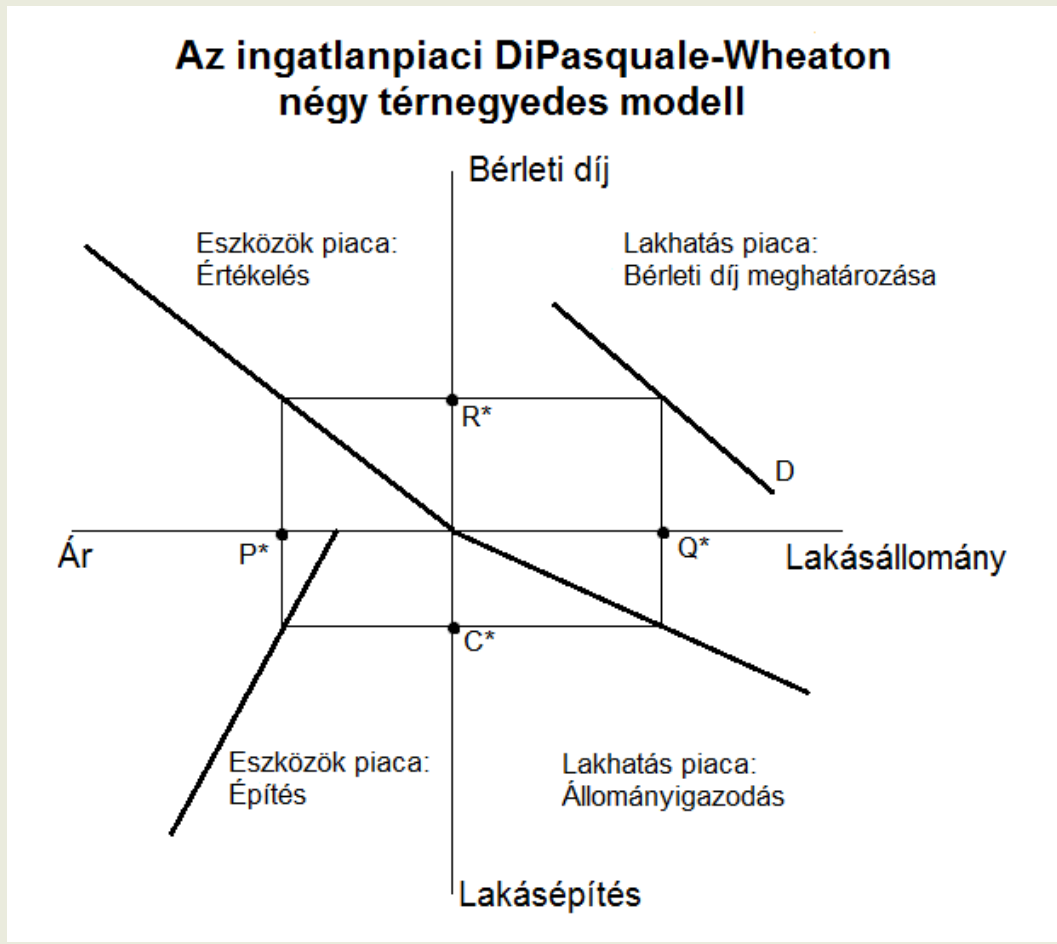 Az ingatlanpiaci DiPasquale-Wheaton
négy térnegyedes modell
Bérleti díj
Eszközök piaca:
Értékelés
Lakhatás piaca:
Bérleti díj meghatározása
R*
D
Ár
P*
Q*
Lakásállomány
C*
Eszközök piaca:
Építés
Lakhatás piaca:
Állományigazodás
Lakásépítés